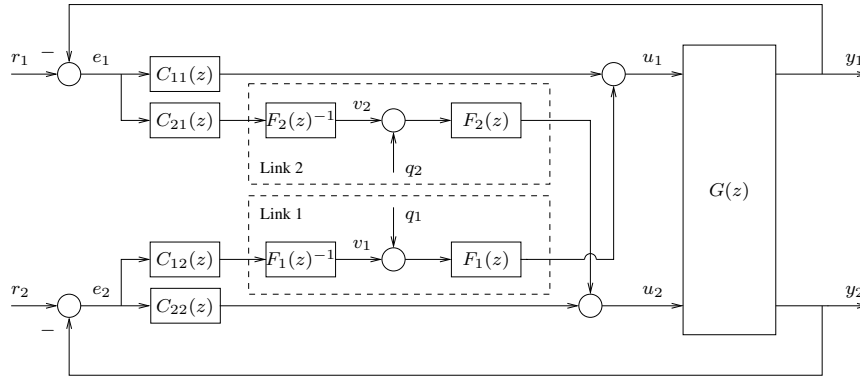 −
r₁
e₁
C₁₁(z)
u₁
y₁
C₂₁(z)
F₂(z)⁻¹
v₂
F₂(z)
Link 2
q₂
G(z)
Link 1
q₁
C₁₂(z)
F₁(z)⁻¹
v₁
F₁(z)
r₂
e₂
C₂₂(z)
u₂
y₂
−